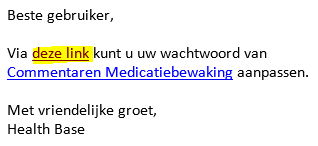 Beste gebruiker,
Via deze link kunt u uw wachtwoord van
Commentaren Medicatiebewaking aanpassen.
Met vriendelijke groet,
Health Base